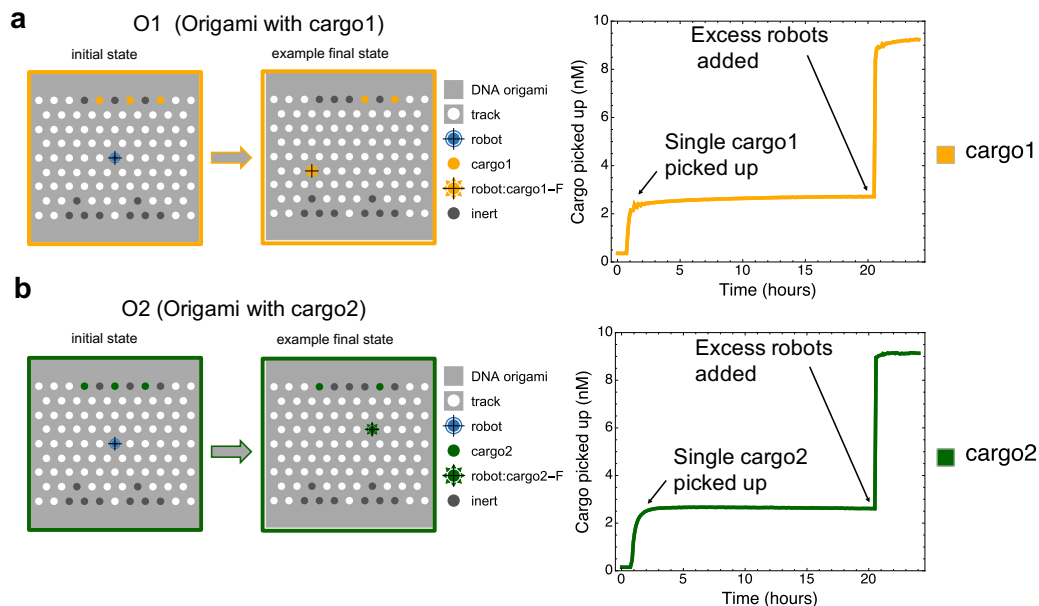 a
O1 (Origami with cargo1)
initial state
example final state
DNA origami
track
robot
cargo1
robot:cargo1–F
inert
Cargo picked up (nM)
10
8
6
4
2
0
0 5 10 15 20
Time (hours)
Excess robots
added
Single cargo1
picked up
cargo1
b
O2 (Origami with cargo2)
initial state
example final state
DNA origami
track
robot
cargo2
robot:cargo2–F
inert
Cargo picked up (nM)
10
8
6
4
2
0
0 5 10 15 20
Time (hours)
Excess robots
added
Single cargo2
picked up
cargo2